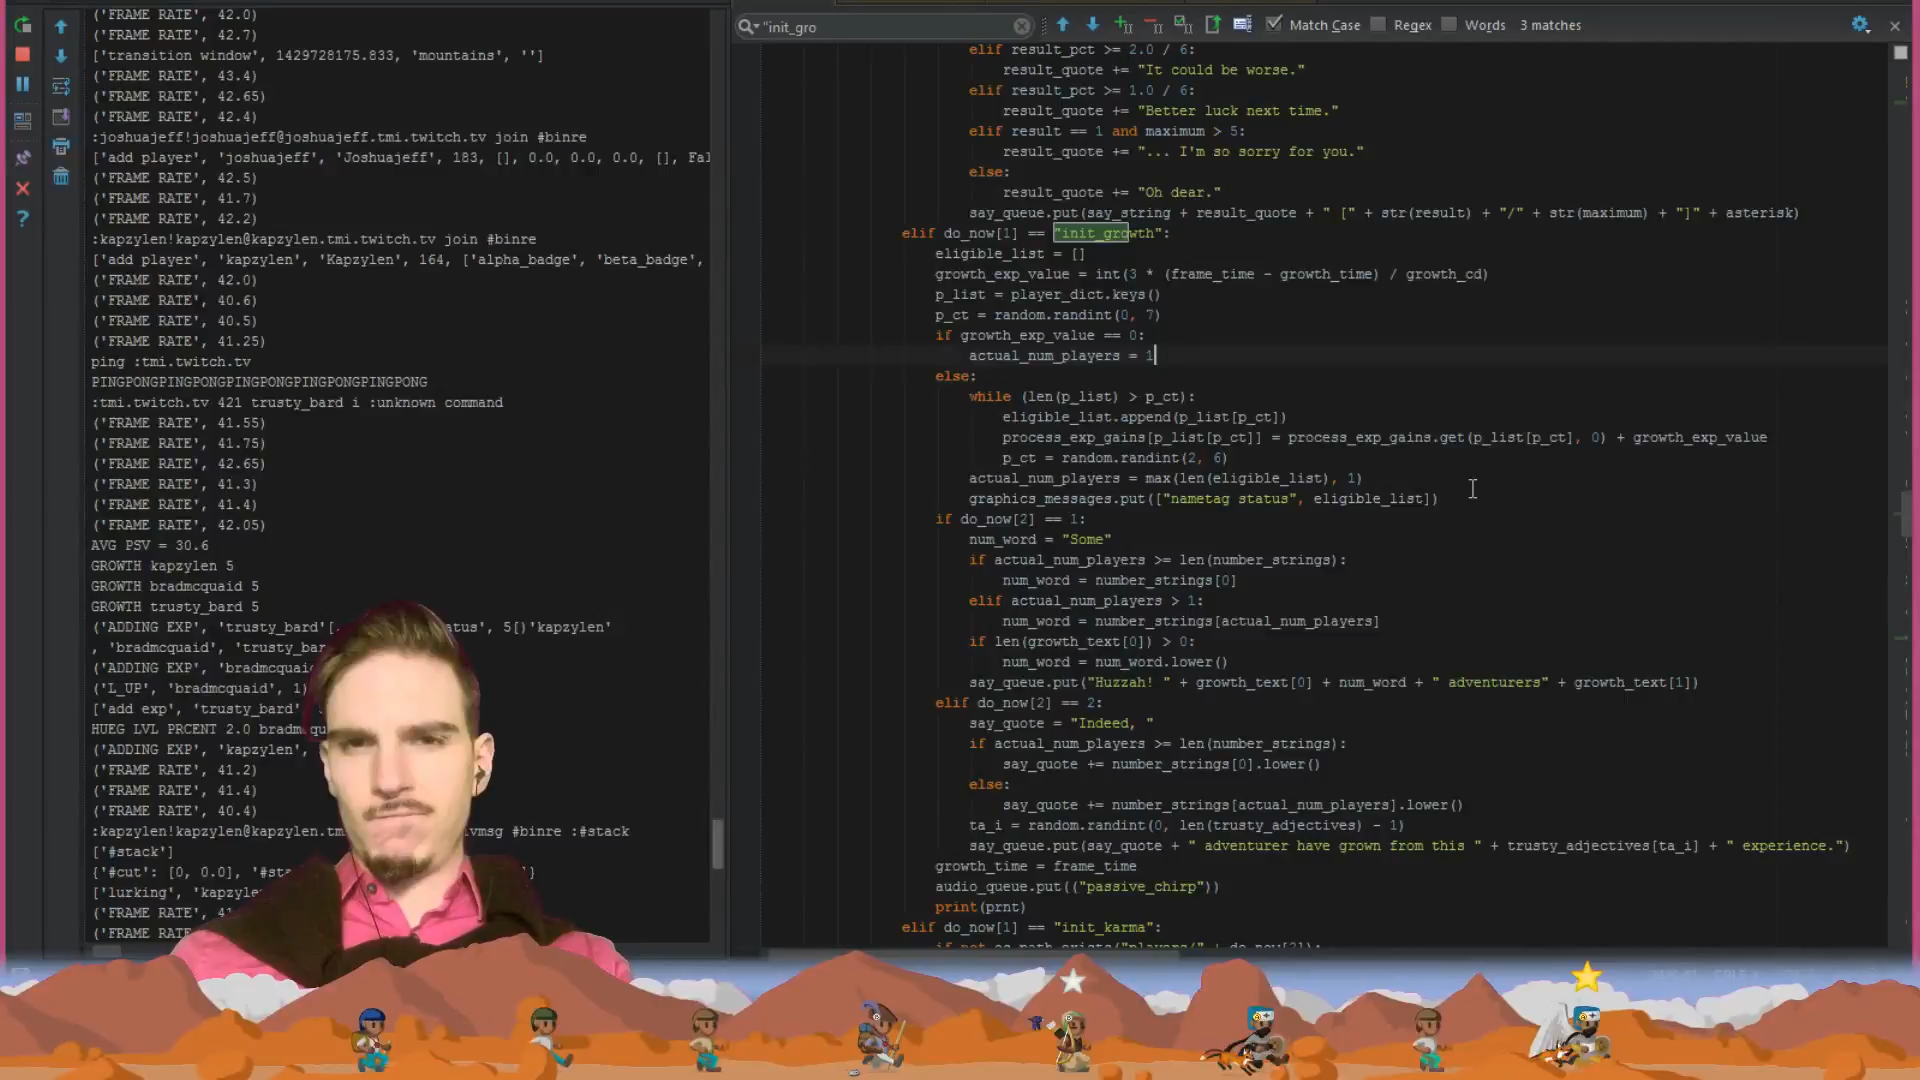 ('FRAME RATE', 42.0)
('FRAME RATE', 42.7)
['transition window', 1429728175.833, 'mountains', '']
('FRAME RATE', 43.4)
('FRAME RATE', 42.65)
('FRAME RATE', 42.4)
:joshuajeff!joshuajeff@joshuajeff.tmi.twitch.tv join #binre
['add player', 'joshuajeff', 'Joshuajeff', 183, [], 0.0, 0.0, 0.0, [], Fal
('FRAME RATE', 42.5)
('FRAME RATE', 41.7)
('FRAME RATE', 42.2)
:kapzylen!kapzylen@kapzylen.tmi.twitch.tv join #binre
['add player', 'kapzylen', 'Kapzylen', 164, ['alpha_badge', 'beta_badge',
('FRAME RATE', 42.0)
('FRAME RATE', 40.6)
('FRAME RATE', 40.5)
('FRAME RATE', 41.25)
ping :tmi.twitch.tv
PINGPONGPINGPONGPINGPONGPINGPONGPINGPONG
:tmi.twitch.tv 421 trusty_bard i :unknown command
('FRAME RATE', 41.55)
('FRAME RATE', 41.75)
('FRAME RATE', 42.65)
('FRAME RATE', 41.3)
('FRAME RATE', 41.4)
('FRAME RATE', 42.05)
AVG PSV = 30.6
GROWTH kapzylen 5
GROWTH bradmcquaid 5
GROWTH trusty_bard 5
('ADDING EXP', 'trusty_bard'[ atus', 5[)'kapzylen'
, 'bradmcquaid', 'trusty_bar
('ADDING EXP', 'bradmcquaid
('L_UP', 'bradmcquaid', 1)
['add exp', 'trusty_bard'
HUEG LVL PRCENT 2.0 bradmcqu
('ADDING EXP', 'kapzylen',
('FRAME RATE', 41.2)
('FRAME RATE', 41.4)
('FRAME RATE', 40.4)
:kapzylen!kapzylen@kapzylen.tm ivmsg #binre :#stack
['#stack']
{'#cut': [0, 0.0], '#sta ]}
['lurking', 'kapzyle
('FRAME RATE', 41
('FRAME RATE',
"init_gro
Match Case
Regex
Words
3 matches
elif result_pct >= 2.0 / 6:
result_quote += "It could be worse."
elif result_pct >= 1.0 / 6:
result_quote += "Better luck next time."
elif result == 1 and maximum > 5:
result_quote += "... I'm so sorry for you."
else:
result_quote += "Oh dear."
say_queue.put(say_string + result_quote + " [" + str(result) + "/" + str(maximum) + "]" + asterisk)
elif do_now[1] == "init_growth":
eligible_list = []
growth_exp_value = int(3 * (frame_time - growth_time) / growth_cd)
p_list = player_dict.keys()
p_ct = random.randint(0, 7)
if growth_exp_value == 0:
actual_num_players = 1
else:
while (len(p_list) > p_ct):
eligible_list.append(p_list[p_ct])
process_exp_gains[p_list[p_ct]] = process_exp_gains.get(p_list[p_ct], 0) + growth_exp_value
p_ct = random.randint(2, 6)
actual_num_players = max(len(eligible_list), 1)
graphics_messages.put(["nametag status", eligible_list])
if do_now[2] == 1:
num_word = "Some"
if actual_num_players >= len(number_strings):
num_word = number_strings[0]
elif actual_num_players > 1:
num_word = number_strings[actual_num_players]
if len(growth_text[0]) > 0:
num_word = num_word.lower()
say_queue.put("Huzzah! " + growth_text[0] + num_word + " adventurers" + growth_text[1])
elif do_now[2] == 2:
say_quote = "Indeed, "
if actual_num_players >= len(number_strings):
say_quote += number_strings[0].lower()
else:
say_quote += number_strings[actual_num_players].lower()
ta_i = random.randint(0, len(trusty_adjectives) - 1)
say_queue.put(say_quote + " adventurer have grown from this " + trusty_adjectives[ta_i] + " experience.")
growth_time = frame_time
audio_queue.put(("passive_chirp"))
print(prnt)
elif do_now[1] == "init_karma":
if not os.path.exists("players/" + do_now[2]):